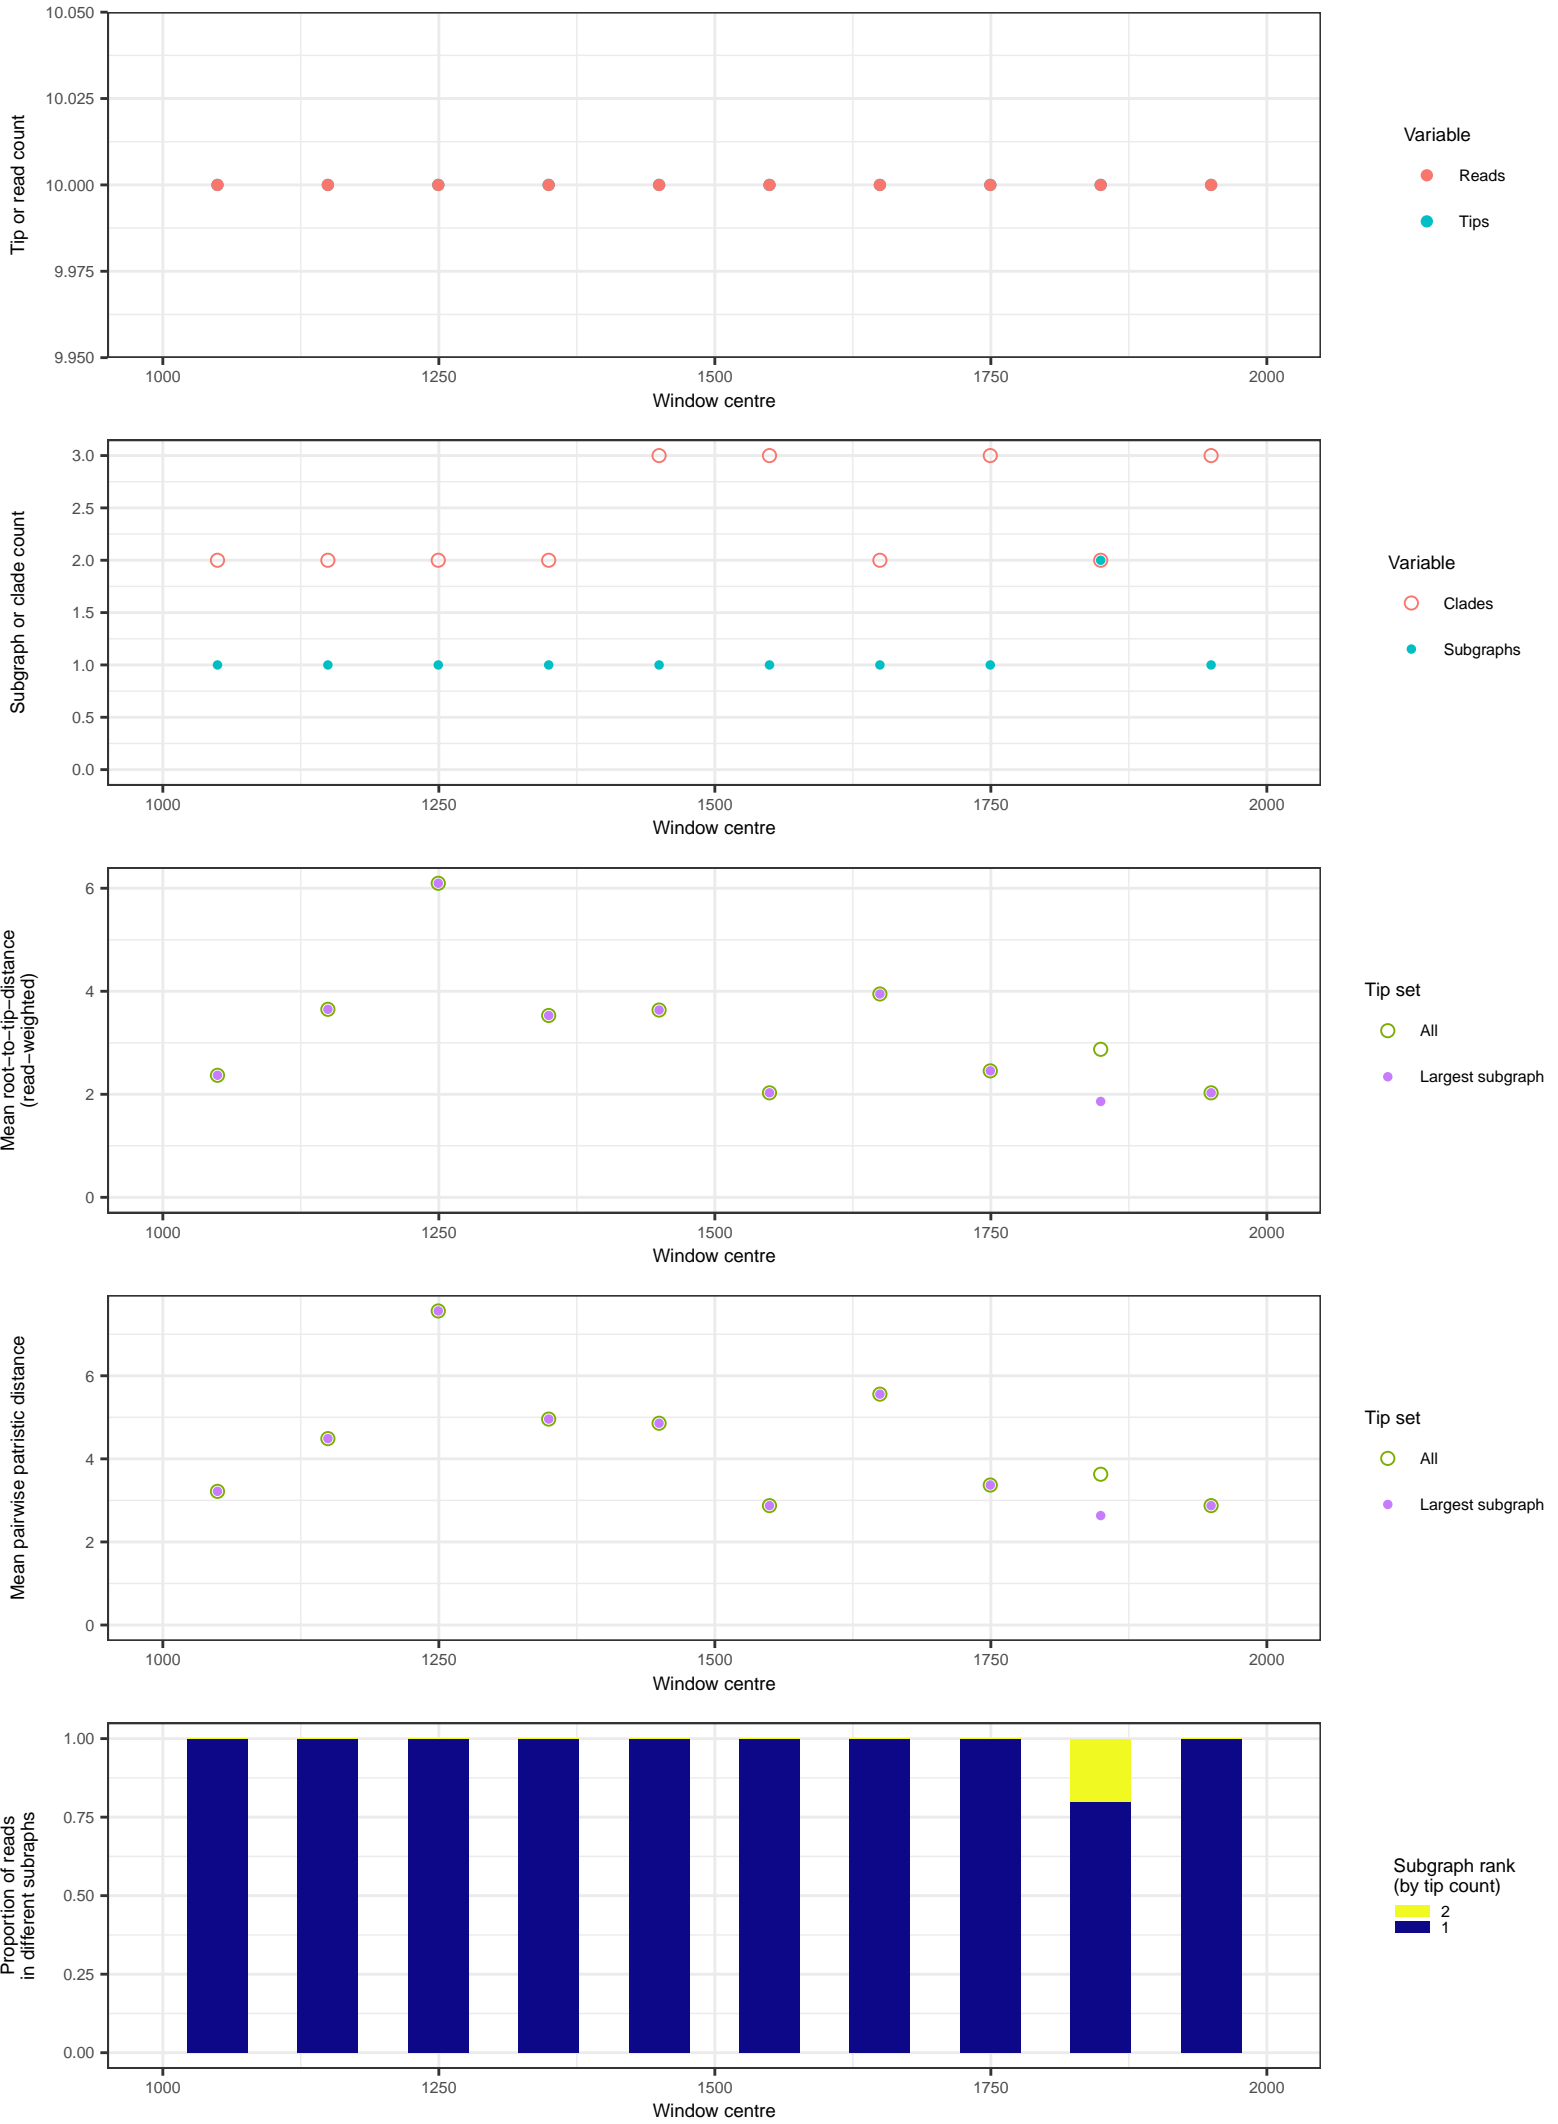 10.050
10.025
10.000
9.975
9.950
Tip or read count
1000 1250 1500 1750 2000
Window centre
Variable
Reads
Tips
3.0
2.5
2.0
1.5
1.0
0.5
0.0
Subgraph or clade count
1000 1250 1500 1750 2000
Window centre
Variable
Clades
Subgraphs
6
4
2
0
Mean root−to−tip−distance
(read−weighted)
1000 1250 1500 1750 2000
Window centre
Tip set
All
Largest subgraph
6
4
2
0
Mean pairwise patristic distance
1000 1250 1500 1750 2000
Window centre
Tip set
All
Largest subgraph
1.00
0.75
0.50
0.25
0.00
Proportion of reads
in different subraphs
1000 1250 1500 1750 2000
Window centre
Subgraph rank
(by tip count)
2
1